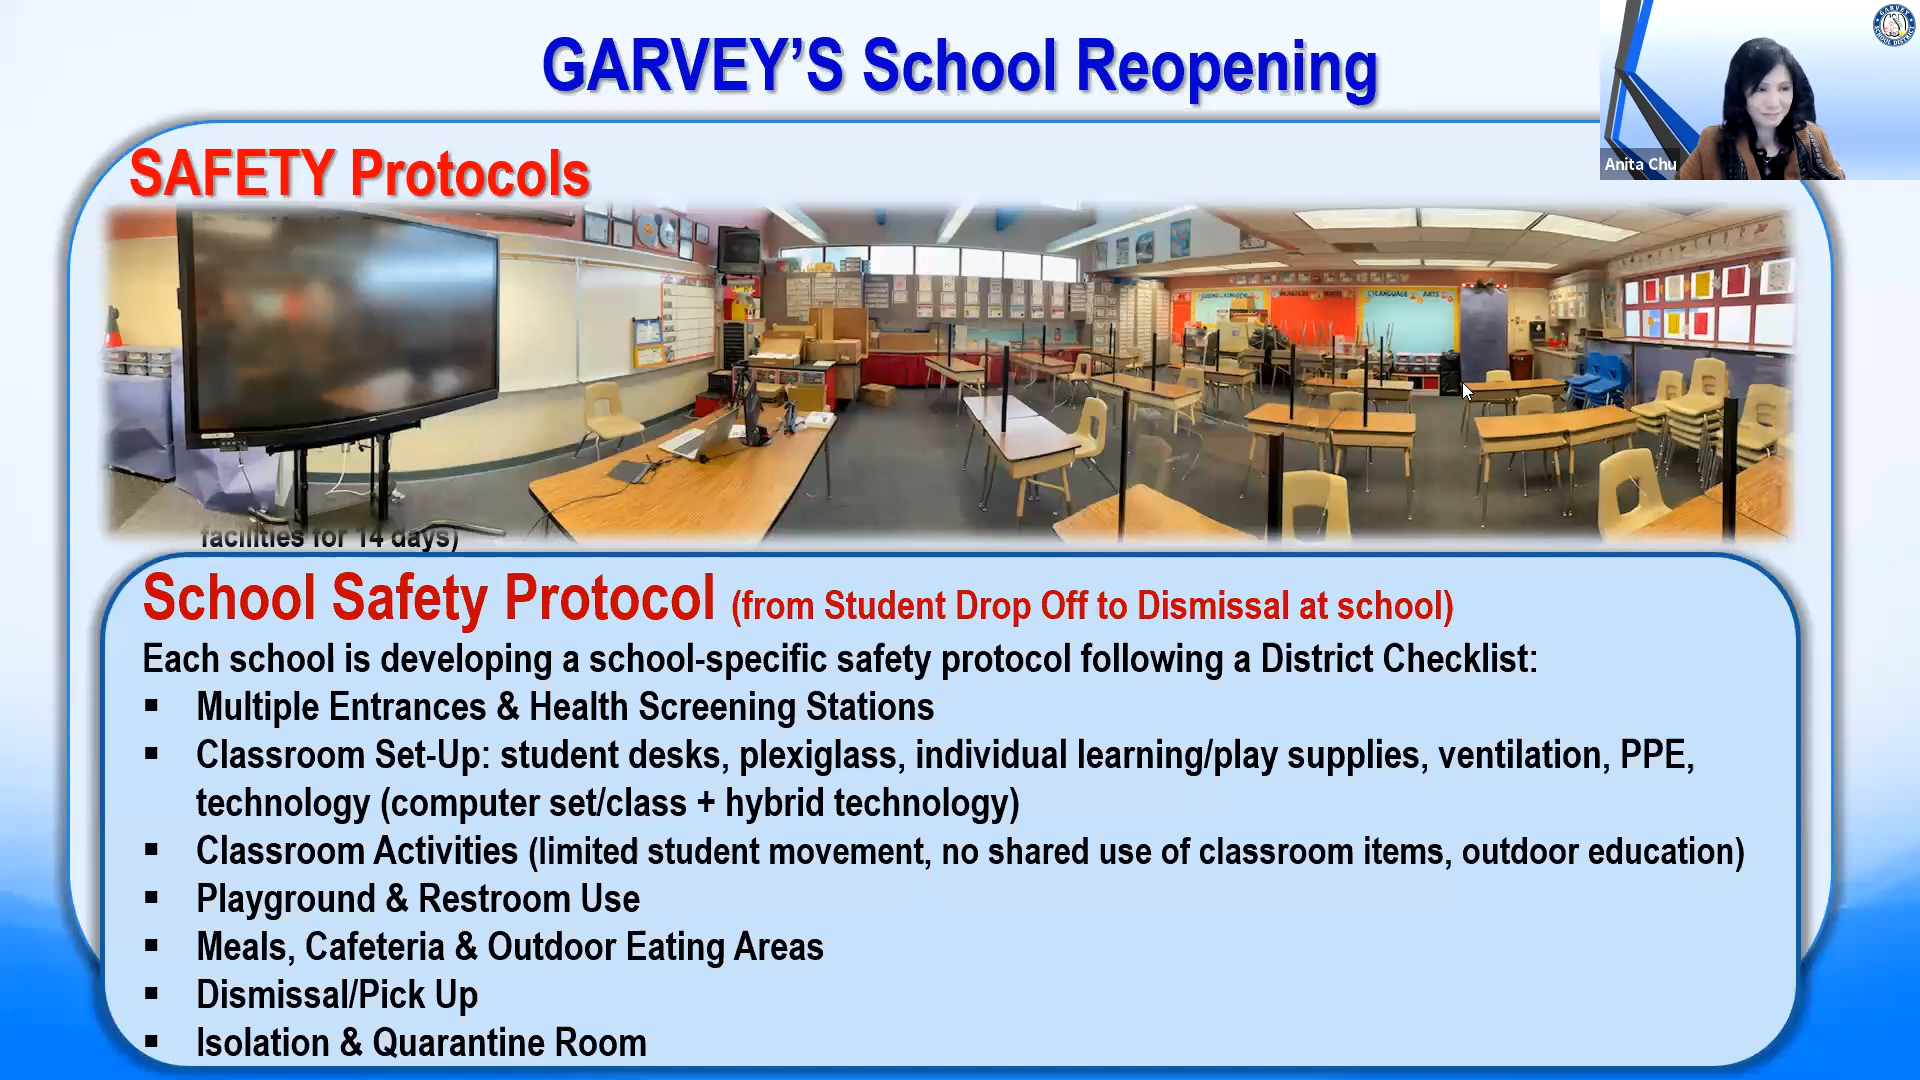 GARVEY’S School Reopening
Anita Chu
SAFETY Protocols
LANGUAGE ARTS
facilities for 14 days)
School Safety Protocol (from Student Drop Off to Dismissal at school)
Each school is developing a school-specific safety protocol following a District Checklist:
▪ Multiple Entrances & Health Screening Stations
▪ Classroom Set-Up: student desks, plexiglass, individual learning/play supplies, ventilation, PPE,
technology (computer set/class + hybrid technology)
▪ Classroom Activities (limited student movement, no shared use of classroom items, outdoor education)
▪ Playground & Restroom Use
▪ Meals, Cafeteria & Outdoor Eating Areas
▪ Dismissal/Pick Up
▪ Isolation & Quarantine Room